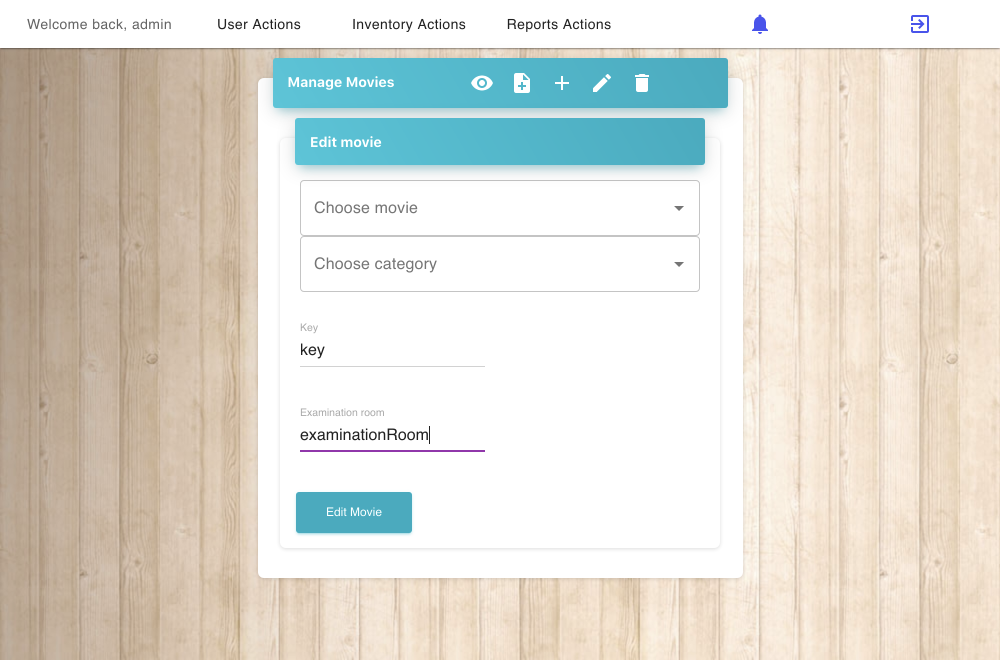 Welcome back, admin User Actions Inventory Actions Reports Actions
Manage Movies
Edit movie
Choose movie
Choose category
Key
key
Examination room
examinationRoom
Edit Movie